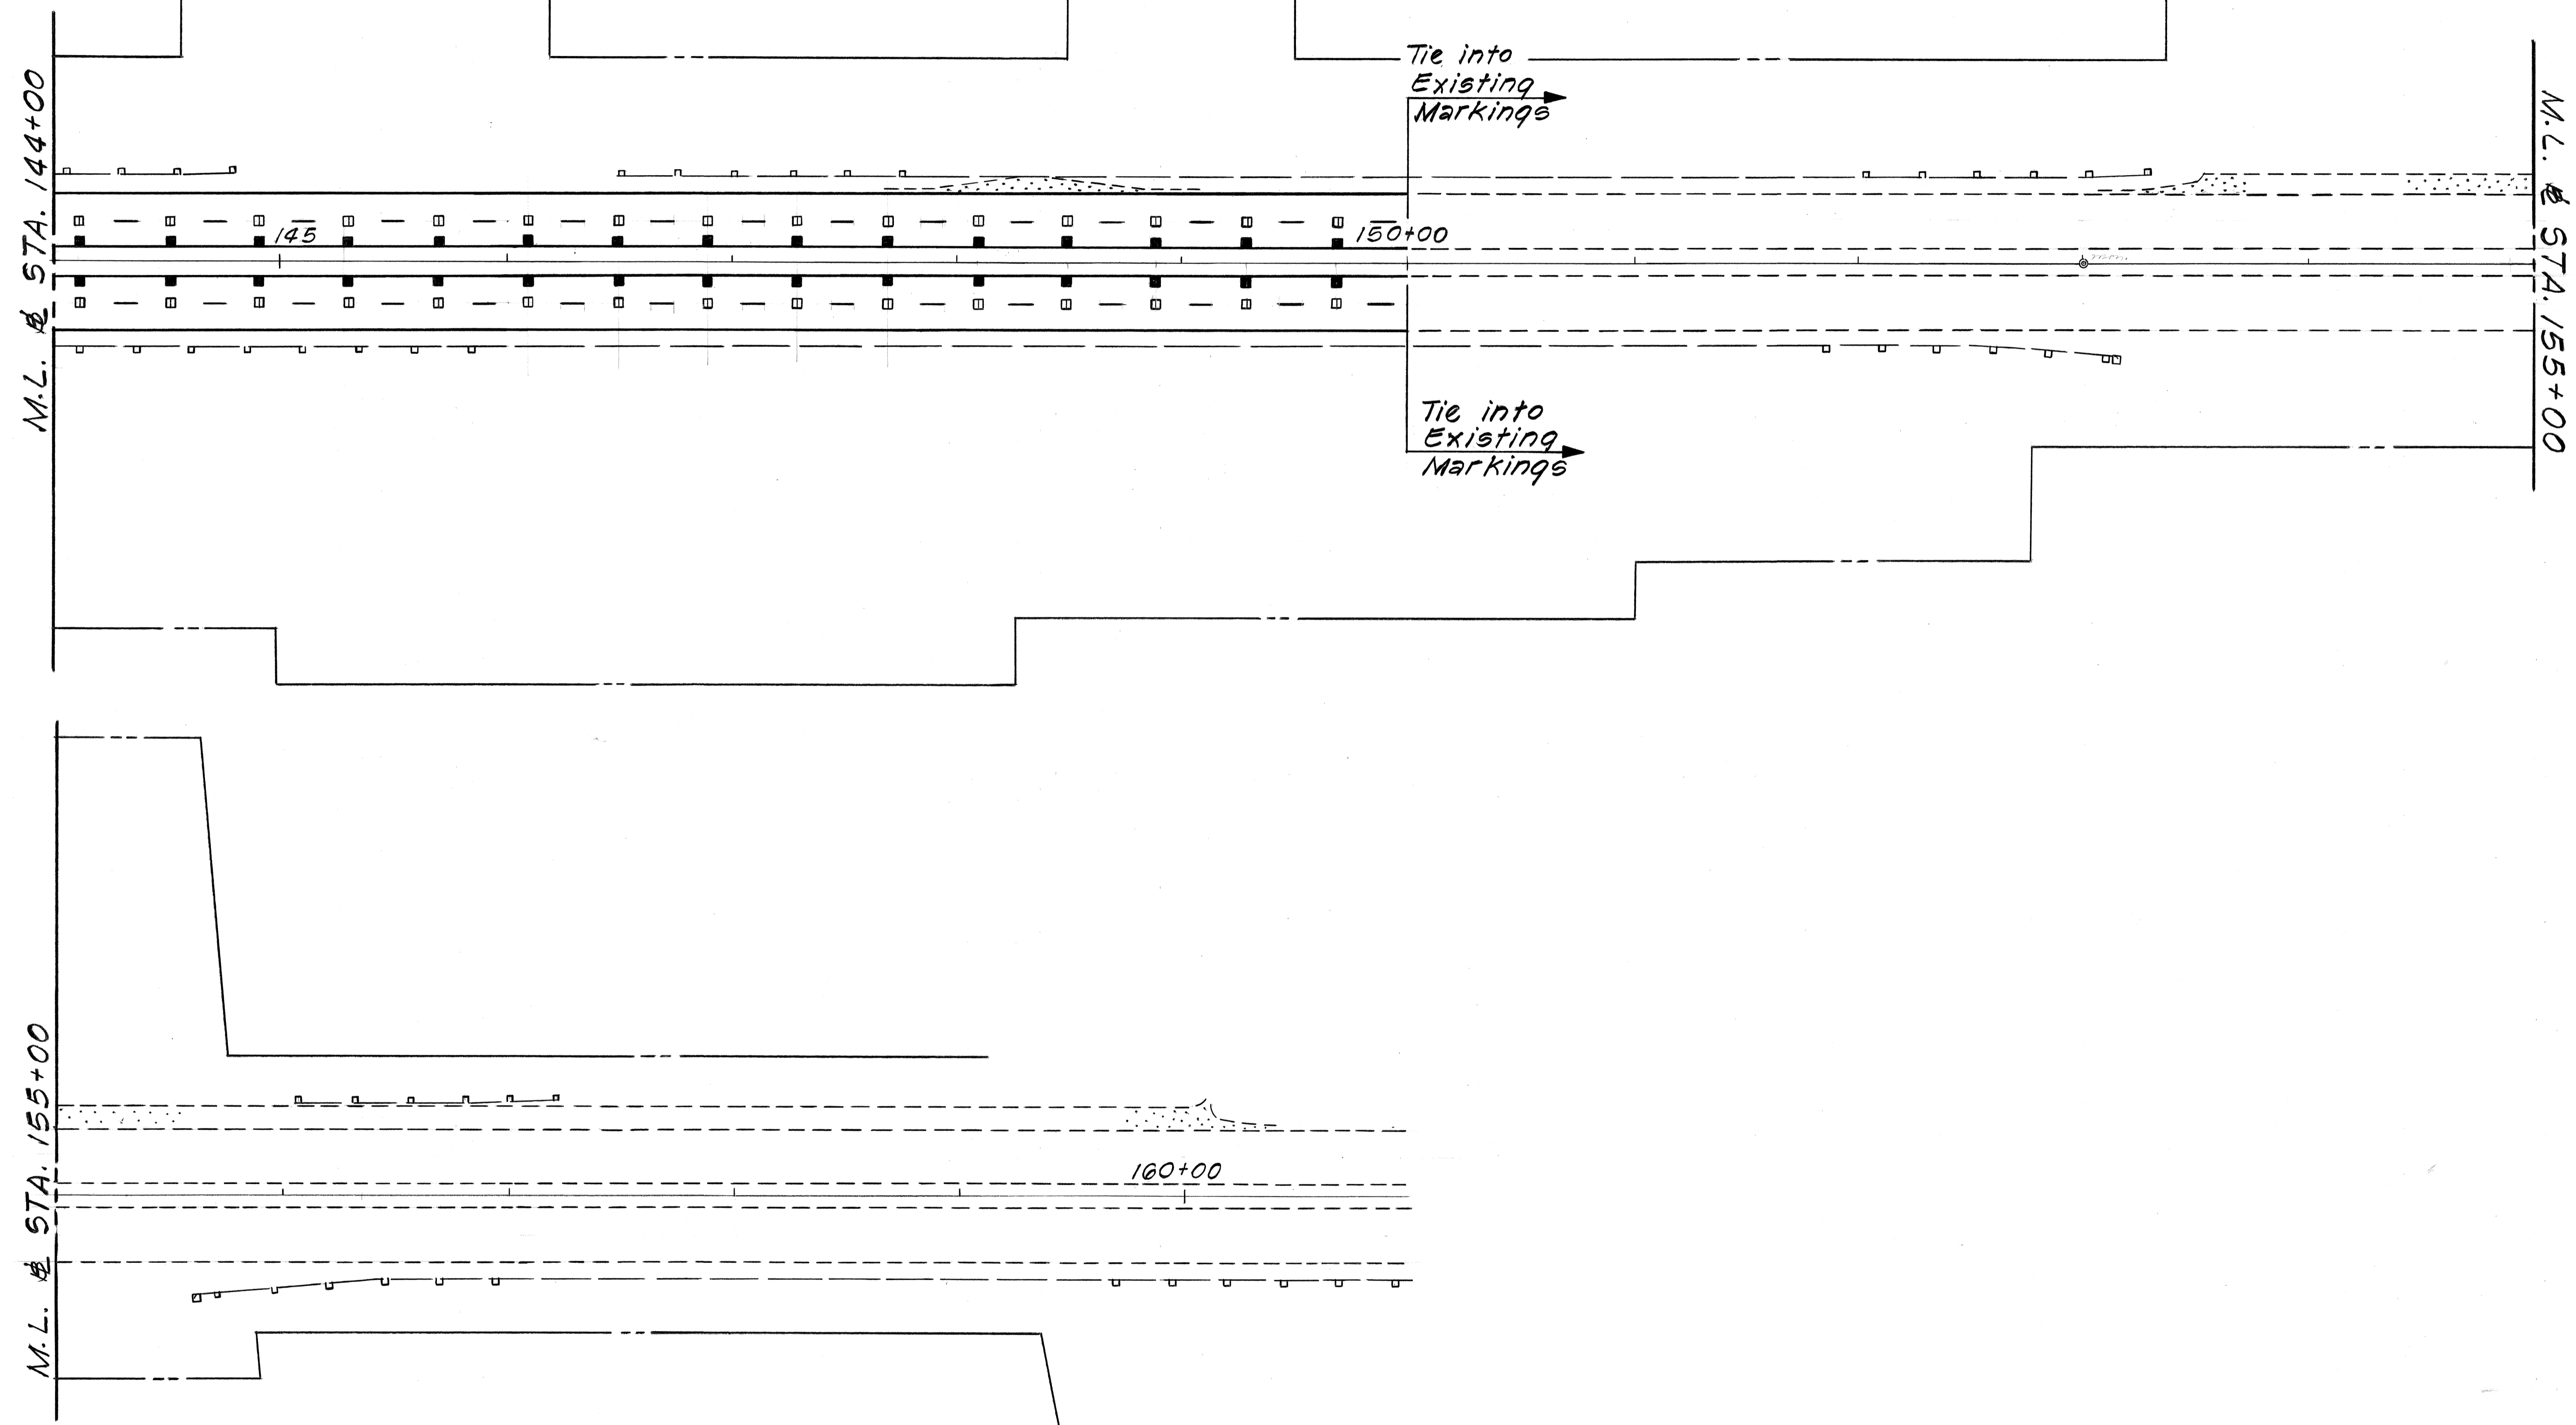 M.L. ⅊ STA. 144+00
Tie into
Existing
Markings
145
150+00
Tie into
Existing
Markings
M.L. ⅊ STA. 155+00
M.L. ⅊ STA. 155+00
160+00